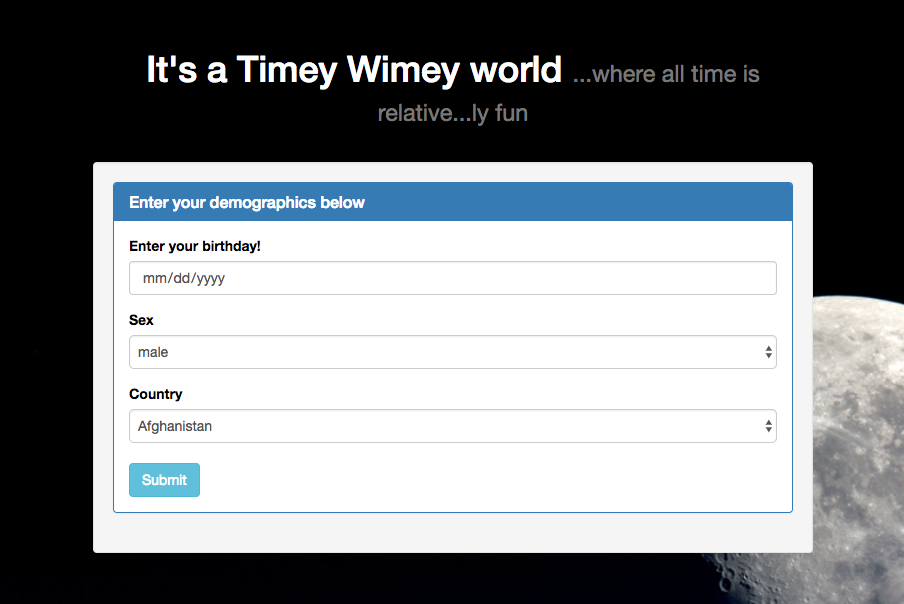 It's a Timey Wimey world ...where all time is
relative...ly fun
Enter your demographics below
Enter your birthday!
mm/dd/yyyy
Sex
male
Country
Afghanistan
Submit